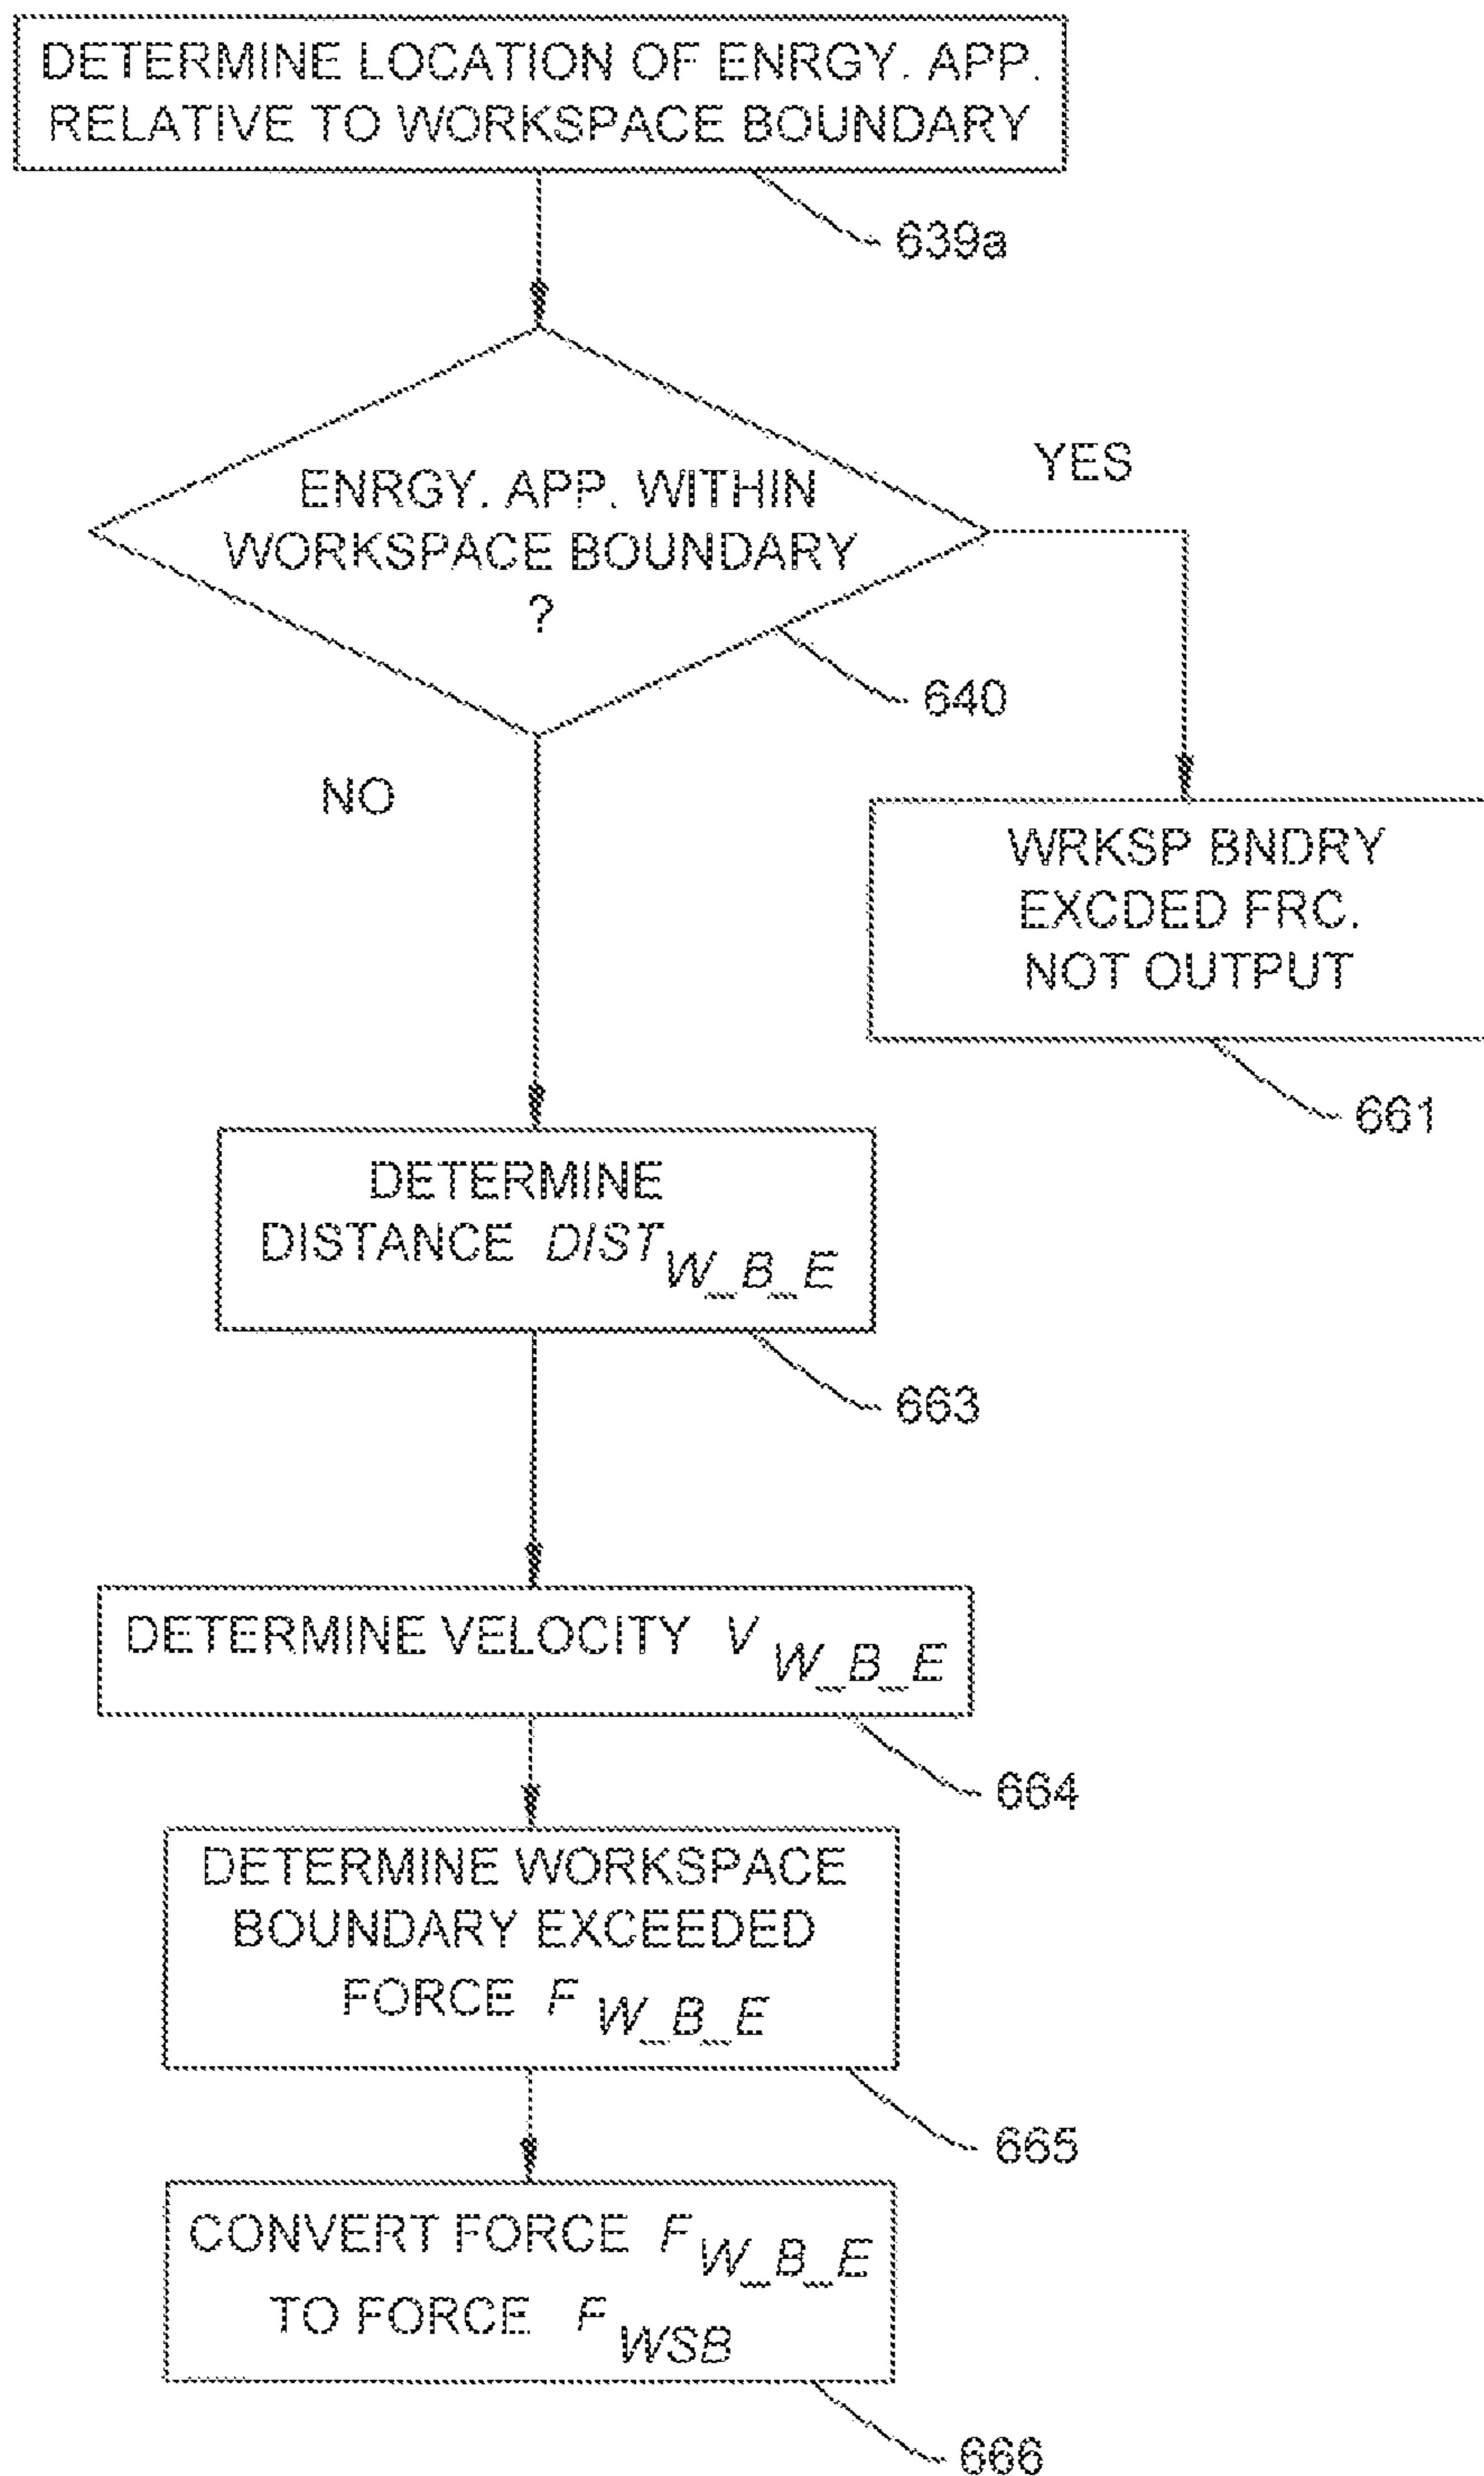 DETERMINE LOCATION OF ENRGY. APP.
RELATIVE TO WORKSPACE BOUNDARY
639a
ENRGY. APP. WITHIN
WORKSPACE BOUNDARY
?
YES
640
NO
WRKSP BNDRY
EXCDED FRC.
NOT OUTPUT
661
DETERMINE
DISTANCE DIST W_B_E
663
DETERMINE VELOCITY V W_B_E
664
DETERMINE WORKSPACE
BOUNDARY EXCEEDED
FORCE F W_B_E
665
CONVERT FORCE F W_B_E
TO FORCE F WSB
666